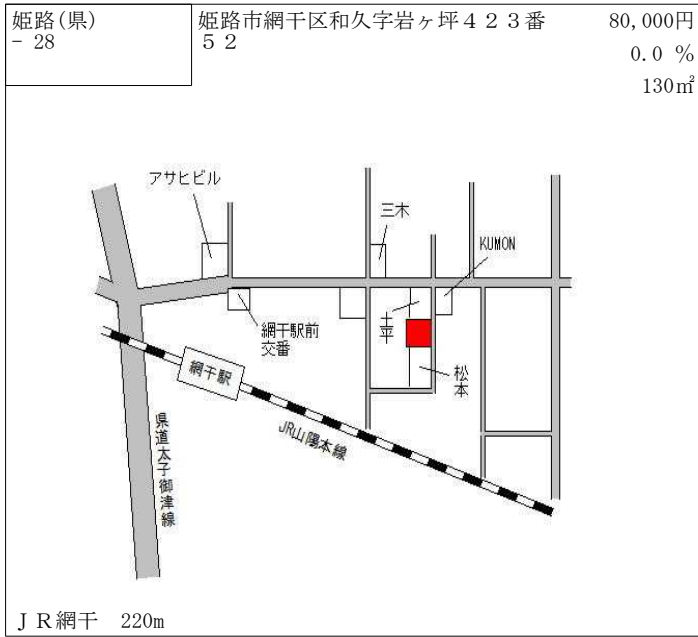 姫路(県)
- 28
姫路市網干区和久字岩ヶ坪４２３番
５２
80,000円
0.0 %
130㎡
アサヒビル
三木
KUMON
網干駅前
交番
土平
松本
網干駅
JR山陽本線
県道太子御津線
ＪＲ網干 220m